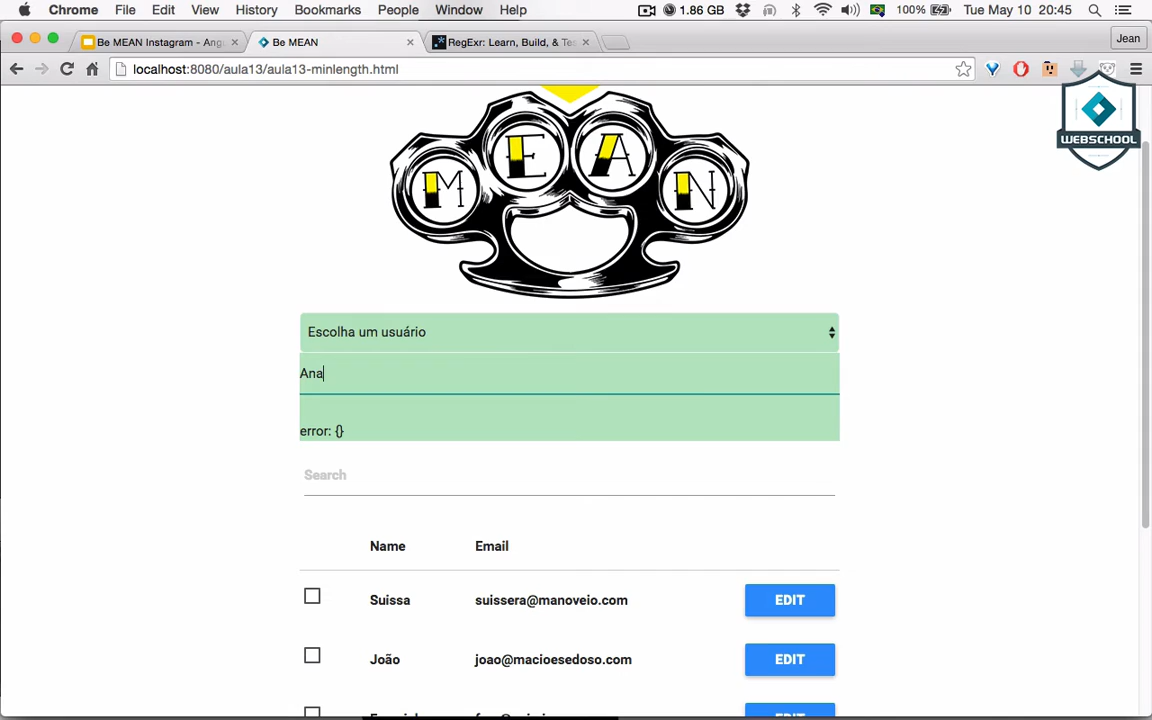 Chrome File Edit View History Bookmarks People Window Help 1.86 GB 100% Tue May 10 20:45
Be MEAN Instagram - Ang Be MEAN RegExr: Learn, Build, & Te Jean
localhost:8080/aula13/aula13-minlength.html
WEBSCHOOL
M E A N
Escolha um usuário
Ana
error: {}
Search
Name Email
Suissa suissera@manoveio.com EDIT
João joao@macioesedoso.com EDIT
EDIT